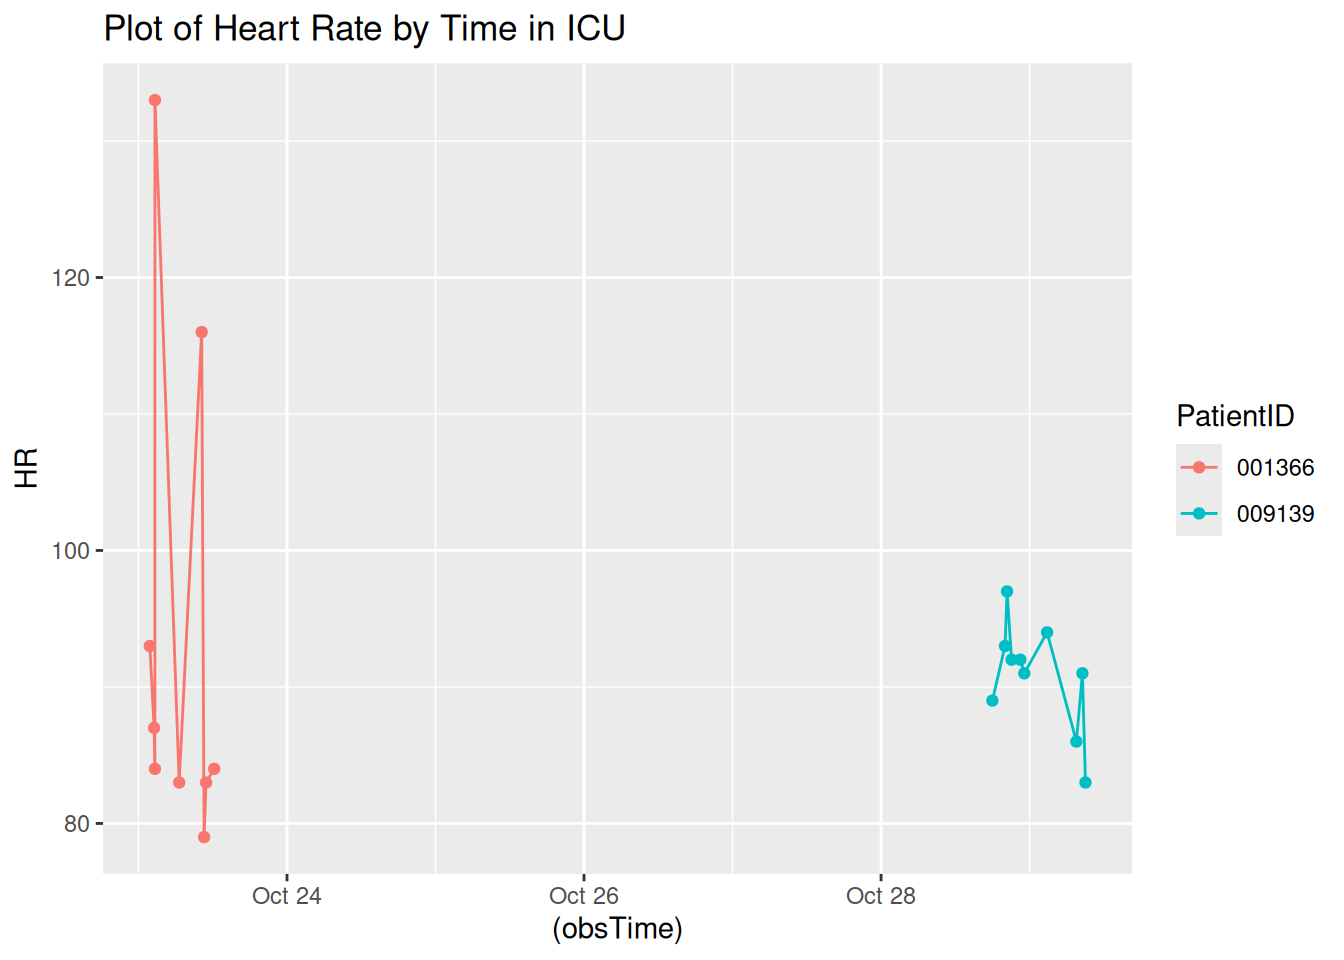 Plot of Heart Rate by Time in ICU
HR
120
100
80
Oct 24
Oct 26
Oct 28
(obsTime)
PatientID
001366
009139